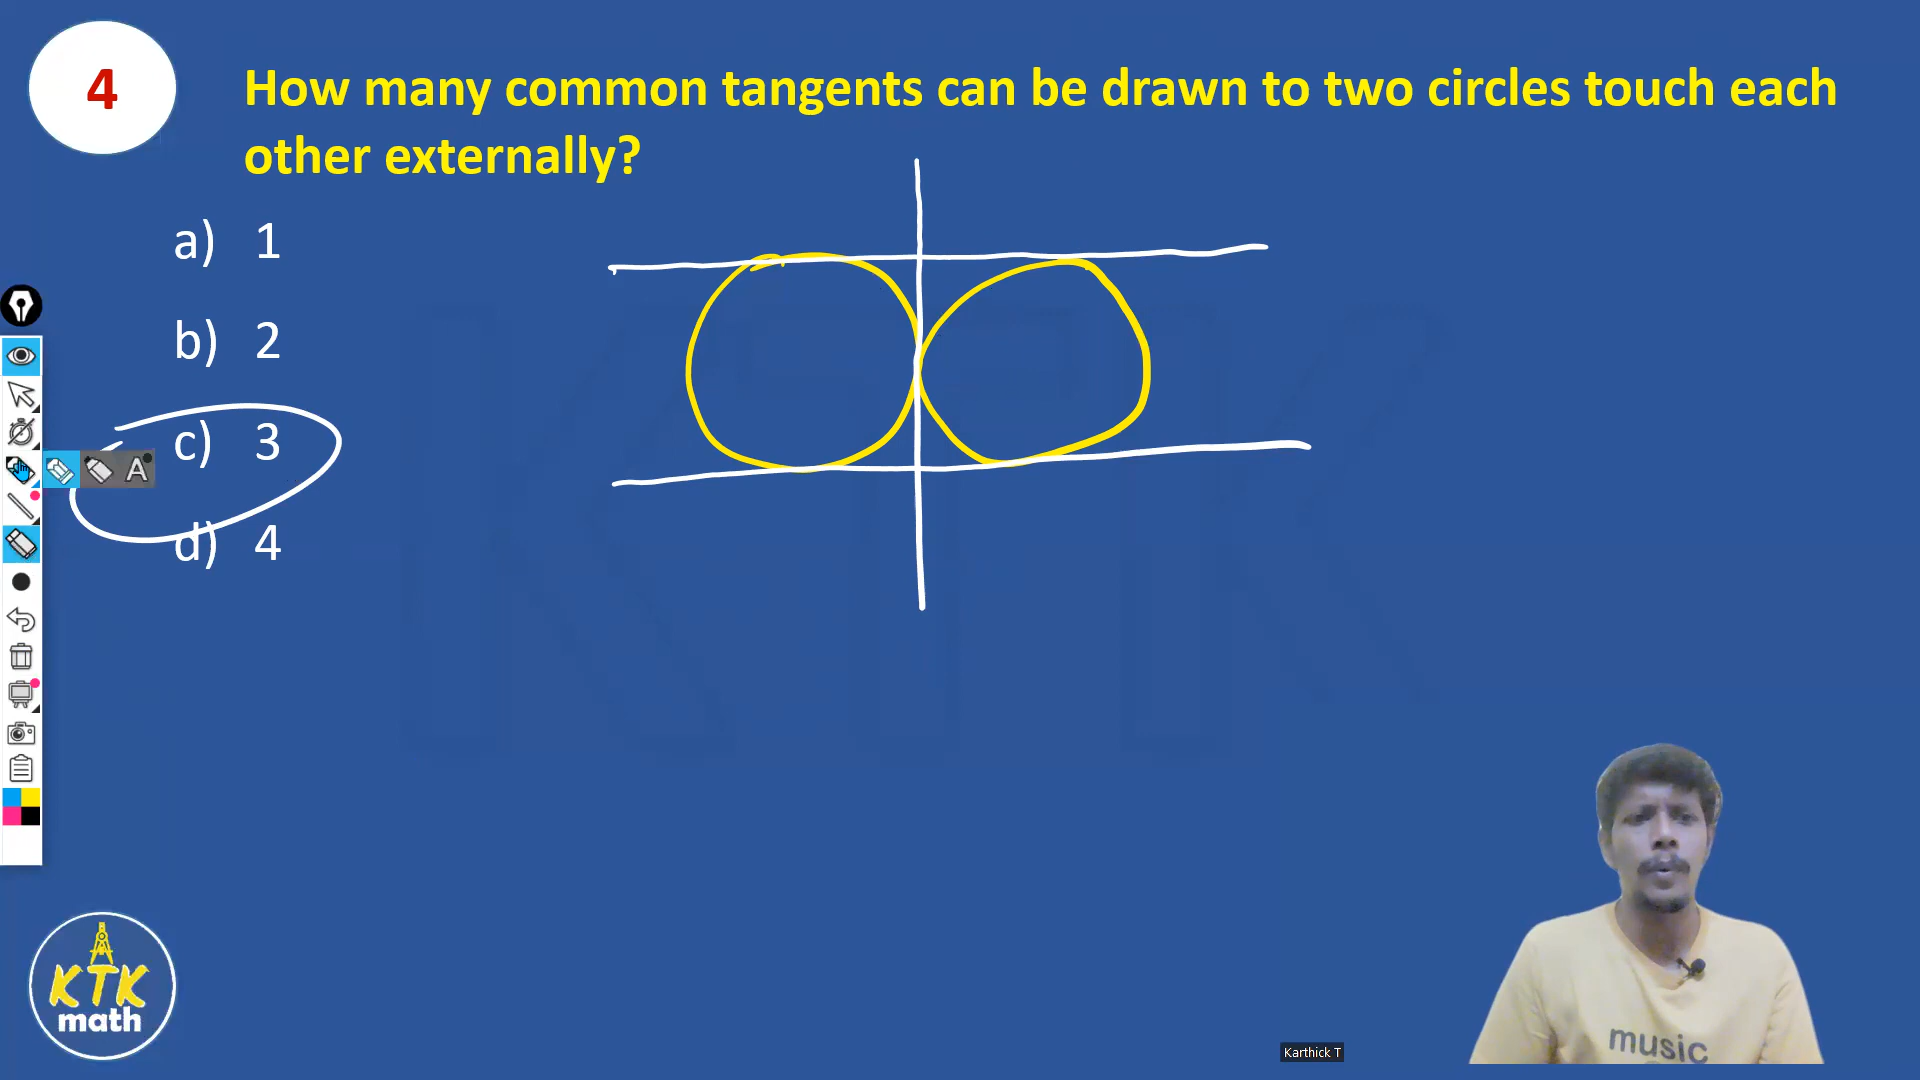 4
How many common tangents can be drawn to two circles touch each
other externally?
a) 1
b) 2
c) 3
d) 4
A
KTK
math
music
Karthick T